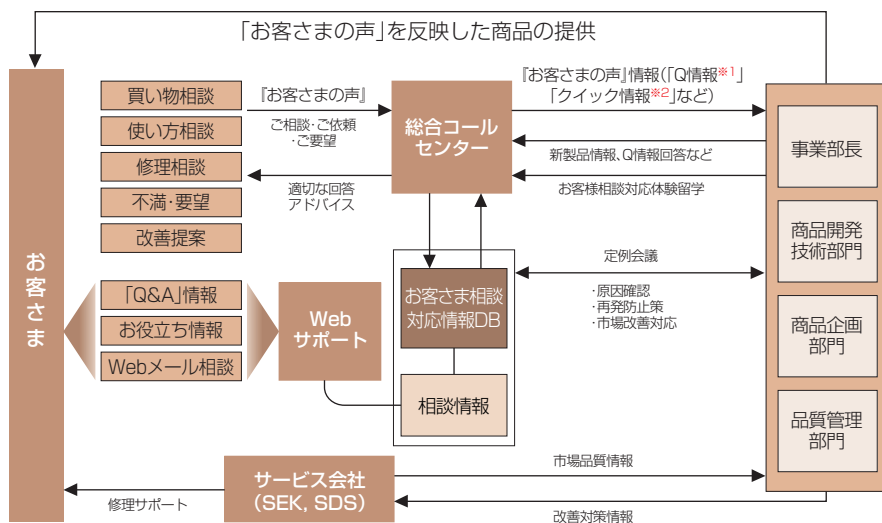 「お客さまの声」を反映した商品の提供
お客さま
買い物相談
使い方相談
修理相談
不満・要望
改善提案
『お客さまの声』
ご相談・ご依頼
・ご要望
適切な回答
アドバイス
総合コール
センター
『お客さまの声』情報(「Q情報※1」
「クイック情報※2」など)
新製品情報、Q情報回答など
お客様相談対応体験留学
事業部長
商品開発
技術部門
商品企画
部門
品質管理
部門
「Q&A」情報
お役立ち情報
Webメール相談
Web
サポート
お客さま相談
対応情報DB
相談情報
定例会議
・原因確認
・再発防止策
・市場改善対応
サービス会社
(SEK, SDS)
修理サポート
市場品質情報
改善対策情報